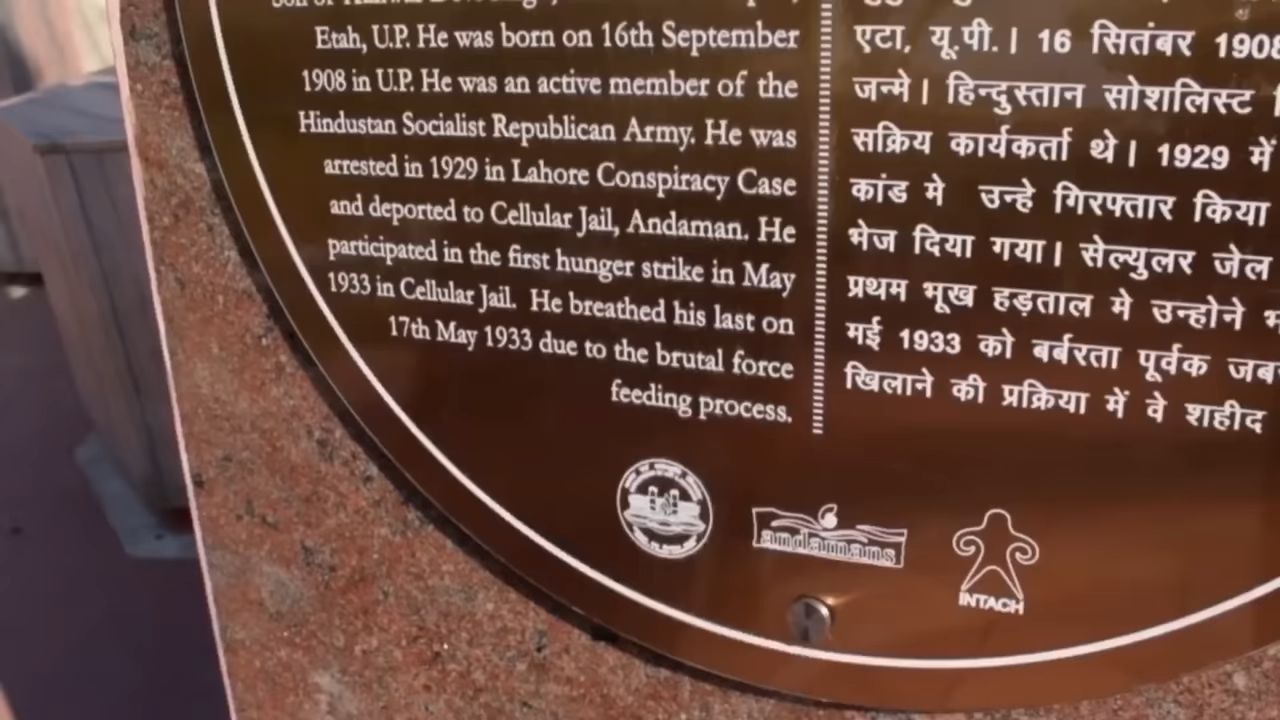 Etah, U.P. He was born on 16th September
1908 in U.P. He was an active member of the
Hindustan Socialist Republican Army. He was
arrested in 1929 in Lahore Conspiracy Case
and deported to Cellular Jail, Andaman. He
participated in the first hunger strike in May
1933 in Cellular Jail. He breathed his last on
17th May 1933 due to the brutal force
feeding process.
एटा, यू.पी.। 16 सितंबर 1908
जन्मे। हिन्दुस्तान सोशलिस्ट
सक्रिय कार्यकर्ता थे। 1929 में
कांड मे उन्हे गिरफ्तार किया
भेज दिया गया। सेल्युलर जेल
प्रथम भूख हड़ताल मे उन्होने
मई 1933 को बर्बरता पूर्वक
खिलाने की प्रक्रिया में वे शहीद
andamans
INTACH